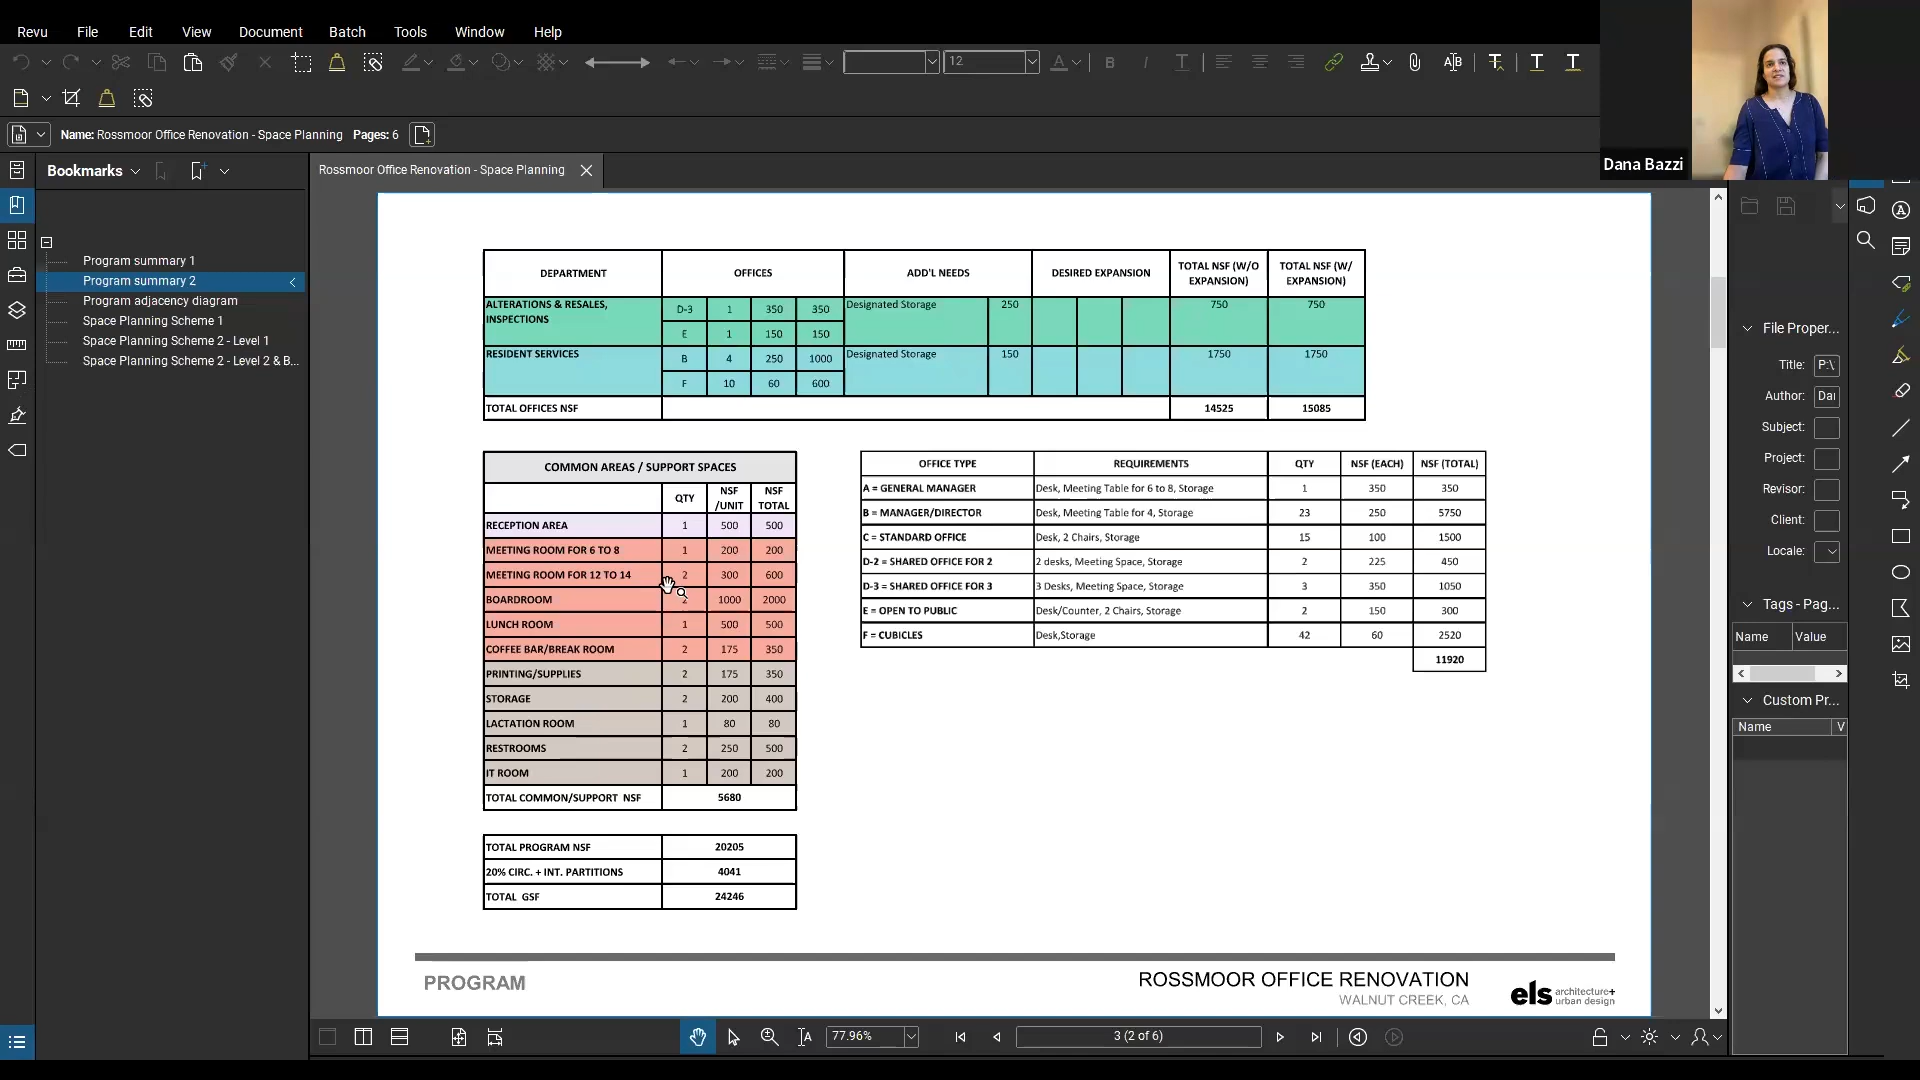 Revu File Edit View Document Batch Tools Window Help
12
Name: Rossmoor Office Renovation - Space Planning Pages: 6
Dana Bazzi
Bookmarks
Rossmoor Office Renovation - Space Planning
Program summary 1
Program summary 2
Program adjacency diagram
Space Planning Scheme 1
Space Planning Scheme 2 - Level 1
Space Planning Scheme 2 - Level 2 & B...
DEPARTMENT OFFICES ADD'L NEEDS DESIRED EXPANSION TOTAL NSF (W/O EXPANSION) TOTAL NSF (W/ EXPANSION)
ALTERATIONS & RESALES, INSPECTIONS D-3 1 350 350 Designated Storage 250 750 750
E 1 150 150
RESIDENT SERVICES B 4 250 1000 Designated Storage 150 1750 1750
F 10 60 600
TOTAL OFFICES NSF 14525 15085
COMMON AREAS / SUPPORT SPACES
QTY NSF /UNIT NSF TOTAL
RECEPTION AREA 1 500 500
MEETING ROOM FOR 6 TO 8 1 200 200
MEETING ROOM FOR 12 TO 14 2 300 600
BOARDROOM 2 1000 2000
LUNCH ROOM 1 500 500
COFFEE BAR/BREAK ROOM 2 175 350
PRINTING/SUPPLIES 2 175 350
STORAGE 2 200 400
LACTATION ROOM 1 80 80
RESTROOMS 2 250 500
IT ROOM 1 200 200
TOTAL COMMON/SUPPORT NSF 5680
TOTAL PROGRAM NSF 20205
20% CIRC. + INT. PARTITIONS 4041
TOTAL GSF 24246
OFFICE TYPE REQUIREMENTS QTY NSF (EACH) NSF (TOTAL)
A = GENERAL MANAGER Desk, Meeting Table for 6 to 8, Storage 1 350 350
B = MANAGER/DIRECTOR Desk, Meeting Table for 4, Storage 23 250 5750
C = STANDARD OFFICE Desk, 2 Chairs, Storage 15 100 1500
D-2 = SHARED OFFICE FOR 2 2 desks, Meeting Space, Storage 2 225 450
D-3 = SHARED OFFICE FOR 3 3 Desks, Meeting Space, Storage 3 350 1050
E = OPEN TO PUBLIC Desk/Counter, 2 Chairs, Storage 2 150 300
F = CUBICLES Desk,Storage 42 60 2520
11920
PROGRAM
ROSSMOOR OFFICE RENOVATION
WALNUT CREEK, CA
els architecture+ urban design
File Proper...
Title: P:\
Author: Dai
Subject:
Project:
Revisor:
Client:
Locale:
Tags - Pag...
Name Value
Custom Pr...
Name V
77.96%
3 (2 of 6)